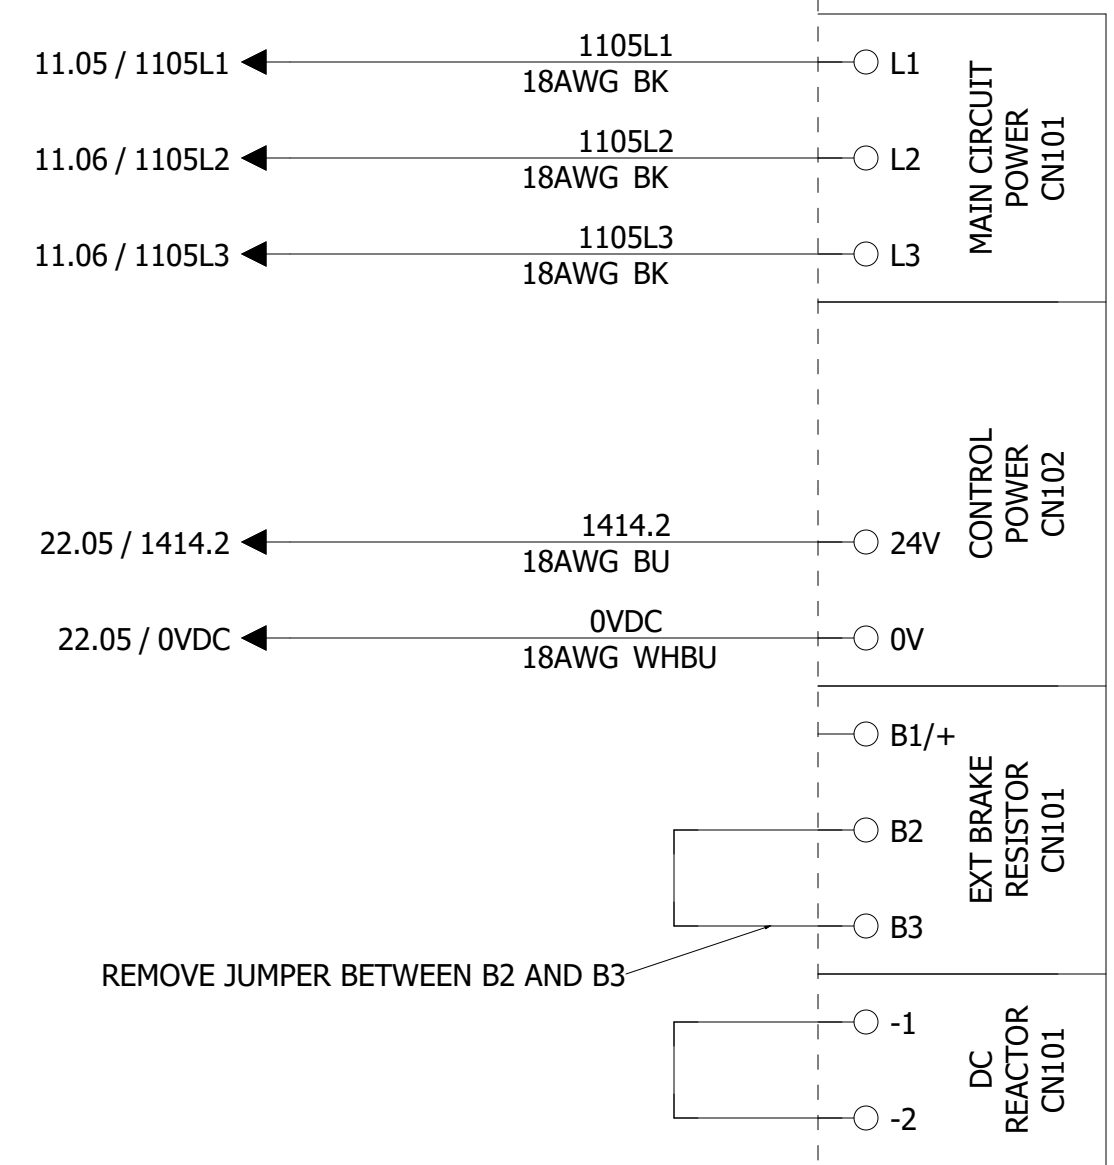 11.05 / 1105L1
1105L1
18AWG BK
L1
11.06 / 1105L2
1105L2
18AWG BK
L2
11.06 / 1105L3
1105L3
18AWG BK
L3
MAIN CIRCUIT
POWER
CN101
22.05 / 1414.2
1414.2
18AWG BU
24V
22.05 / 0VDC
0VDC
18AWG WHBU
0V
CONTROL
POWER
CN102
B1/+
B2
B3
EXT BRAKE
RESISTOR
CN101
REMOVE JUMPER BETWEEN B2 AND B3
-1
-2
DC
REACTOR
CN101